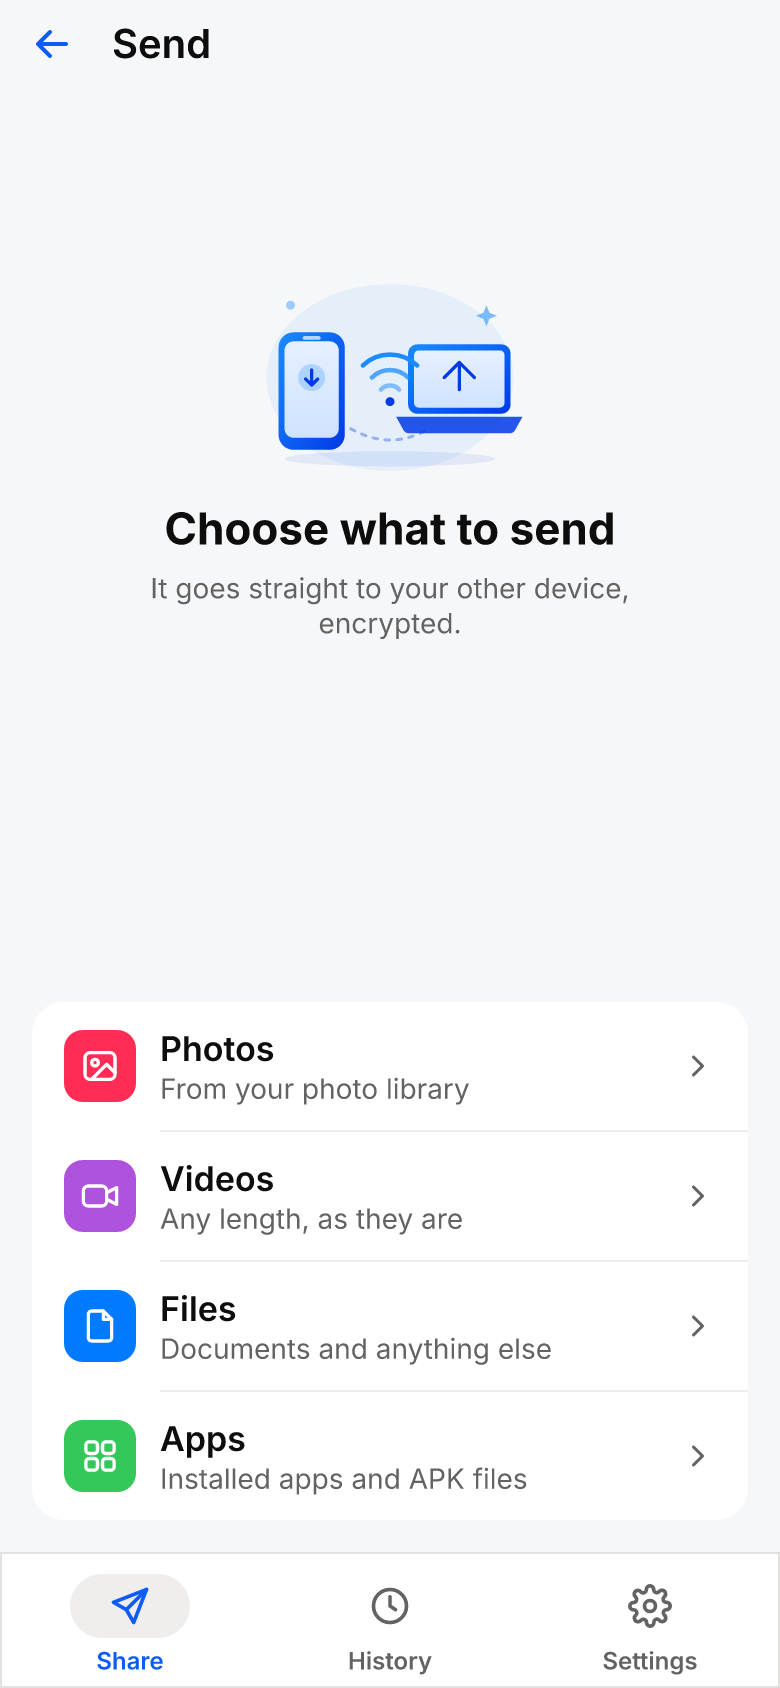 Send
Choose what to send
It goes straight to your other device,
encrypted.
Photos
From your photo library
Videos
Any length, as they are
Files
Documents and anything else
Apps
Installed apps and APK files
Share
History
Settings